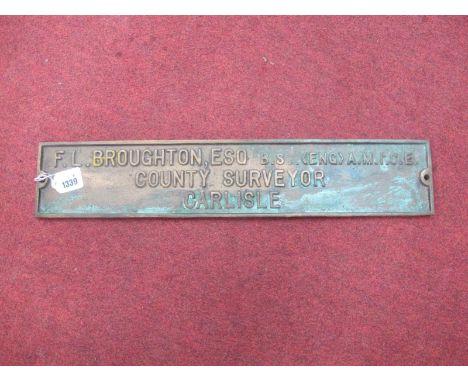 F. L. BROUGHTON, ESQ B.S . . (ENG) A.M.I.C.E.
COUNTY SURVEYOR
CARLISLE
1339